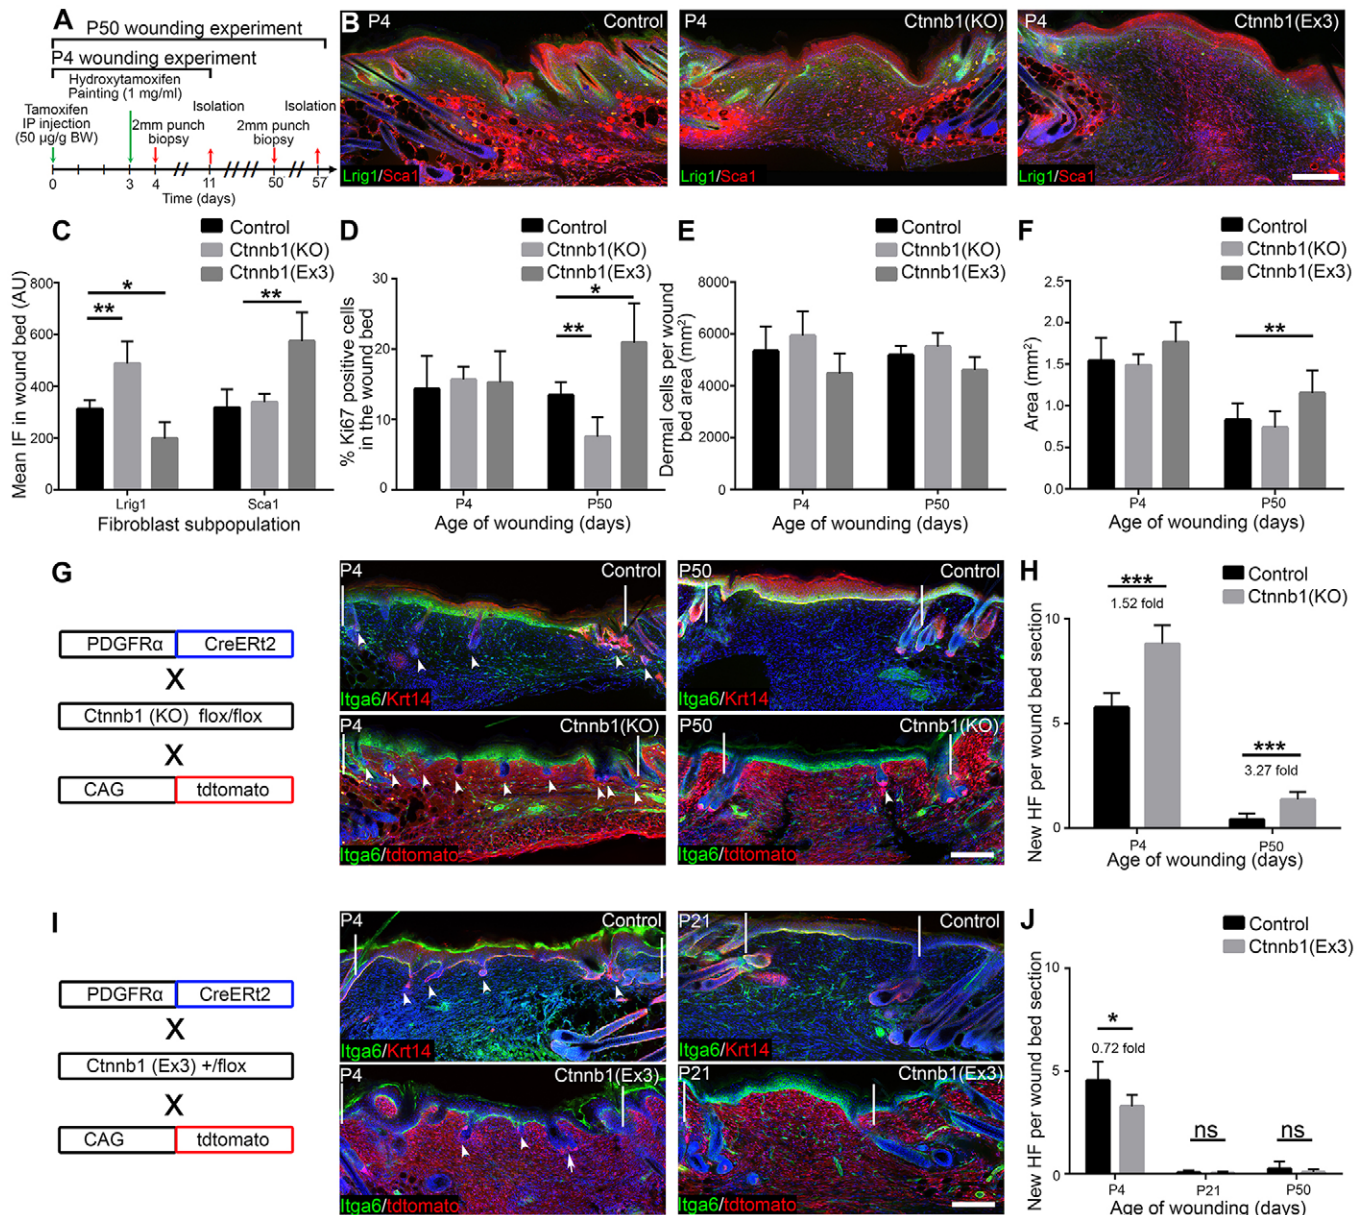 A
P50 wounding experiment
P4 wounding experiment
Hydroxytamoxifen
Painting (1 mg/ml)
Tamoxifen
IP injection
(50 µg/g BW)
Isolation
Isolation
2mm punch
biopsy
2mm punch
biopsy
0 3 4 11 50 57
Time (days)
B
P4 Control
Lrig1/Sca1
P4 Ctnnb1(KO)
Lrig1/Sca1
P4 Ctnnb1(Ex3)
Lrig1/Sca1
C
Control
Ctnnb1(KO)
Ctnnb1(Ex3)
Mean IF in wound bed (AU)
800
600
400
200
0
*
**
**
Lrig1 Sca1
Fibroblast subpopulation
D
Control
Ctnnb1(KO)
Ctnnb1(Ex3)
% Ki67 positive cells
in the wound bed
30
20
10
0
*
**
P4 P50
Age of wounding (days)
E
Control
Ctnnb1(KO)
Ctnnb1(Ex3)
Dermal cells per wound
bed area (mm²)
8000
6000
4000
2000
0
P4 P50
Age of wounding (days)
F
Control
Ctnnb1(KO)
Ctnnb1(Ex3)
Area (mm²)
2.5
2.0
1.5
1.0
0.5
0.0
**
P4 P50
Age of wounding (days)
G
PDGFRα CreERt2
X
Ctnnb1 (KO) flox/flox
X
CAG tdtomato
P4 Control
Itga6/Krt14
P50 Control
Itga6/Krt14
P4 Ctnnb1(KO)
Itga6/tdtomato
P50 Ctnnb1(KO)
Itga6/tdtomato
H
Control
Ctnnb1(KO)
New HF per wound bed section
10
5
0
***
1.52 fold
***
3.27 fold
P4 P50
Age of wounding (days)
I
PDGFRα CreERt2
X
Ctnnb1 (Ex3) +/flox
X
CAG tdtomato
P4 Control
Itga6/Krt14
P21 Control
Itga6/Krt14
P4 Ctnnb1(Ex3)
Itga6/tdtomato
P21 Ctnnb1(Ex3)
Itga6/tdtomato
J
Control
Ctnnb1(Ex3)
New HF per wound bed section
10
5
0
*
0.72 fold
ns
ns
P4 P21 P50
Age of wounding (days)